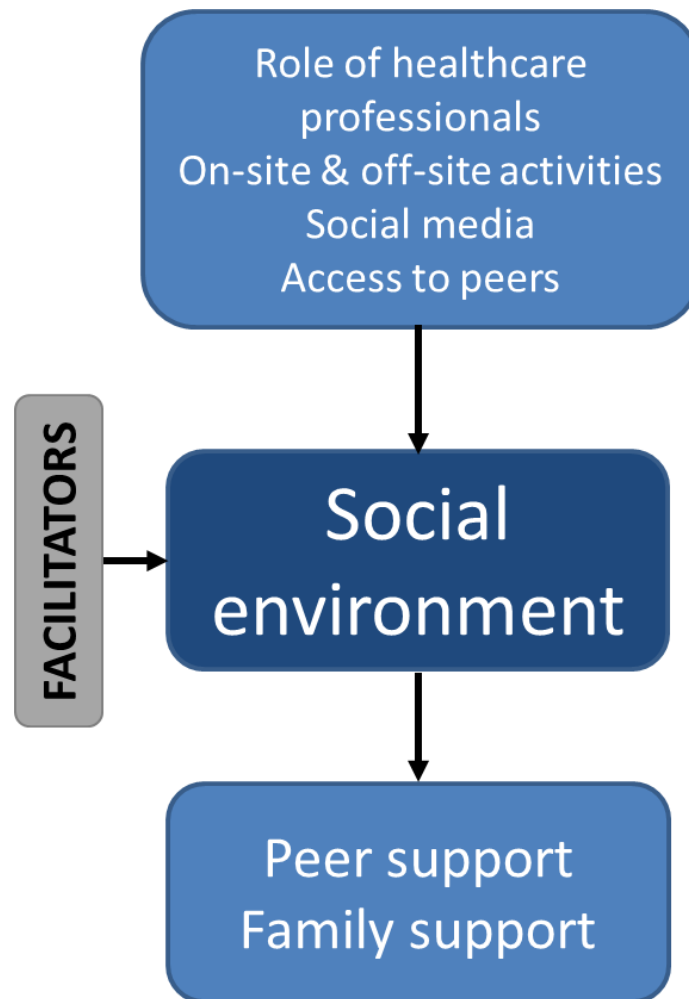 Role of healthcare
professionals
On-site & off-site activities
Social media
Access to peers
FACILITATORS
Social
environment
Peer support
Family support